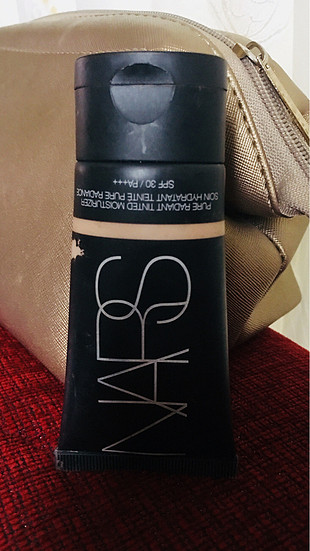 PURE RADIANT TINTED MOISTURIZER
SOIN HYDRATANT TEINTÉ PURE RADIANCE
SPF 30 / PA+++
NARS